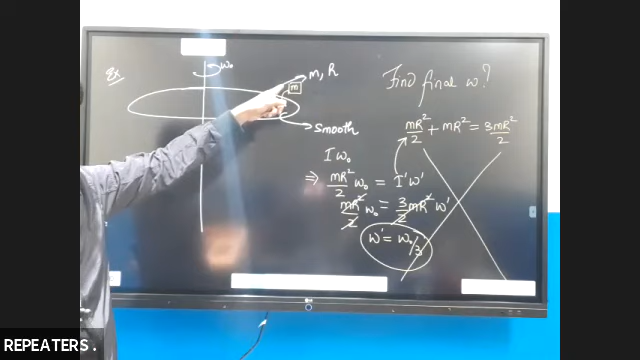 Ex
ω₀
m, R
m
smooth
Find final ω?
Iω₀
mR²/2 + mR² = 3mR²/2
⇒ mR²/2 ω₀ = I'ω'
mR²/2 ω₀ = 3/2 mR² ω'
ω' = ω₀/3
REPEATERS .